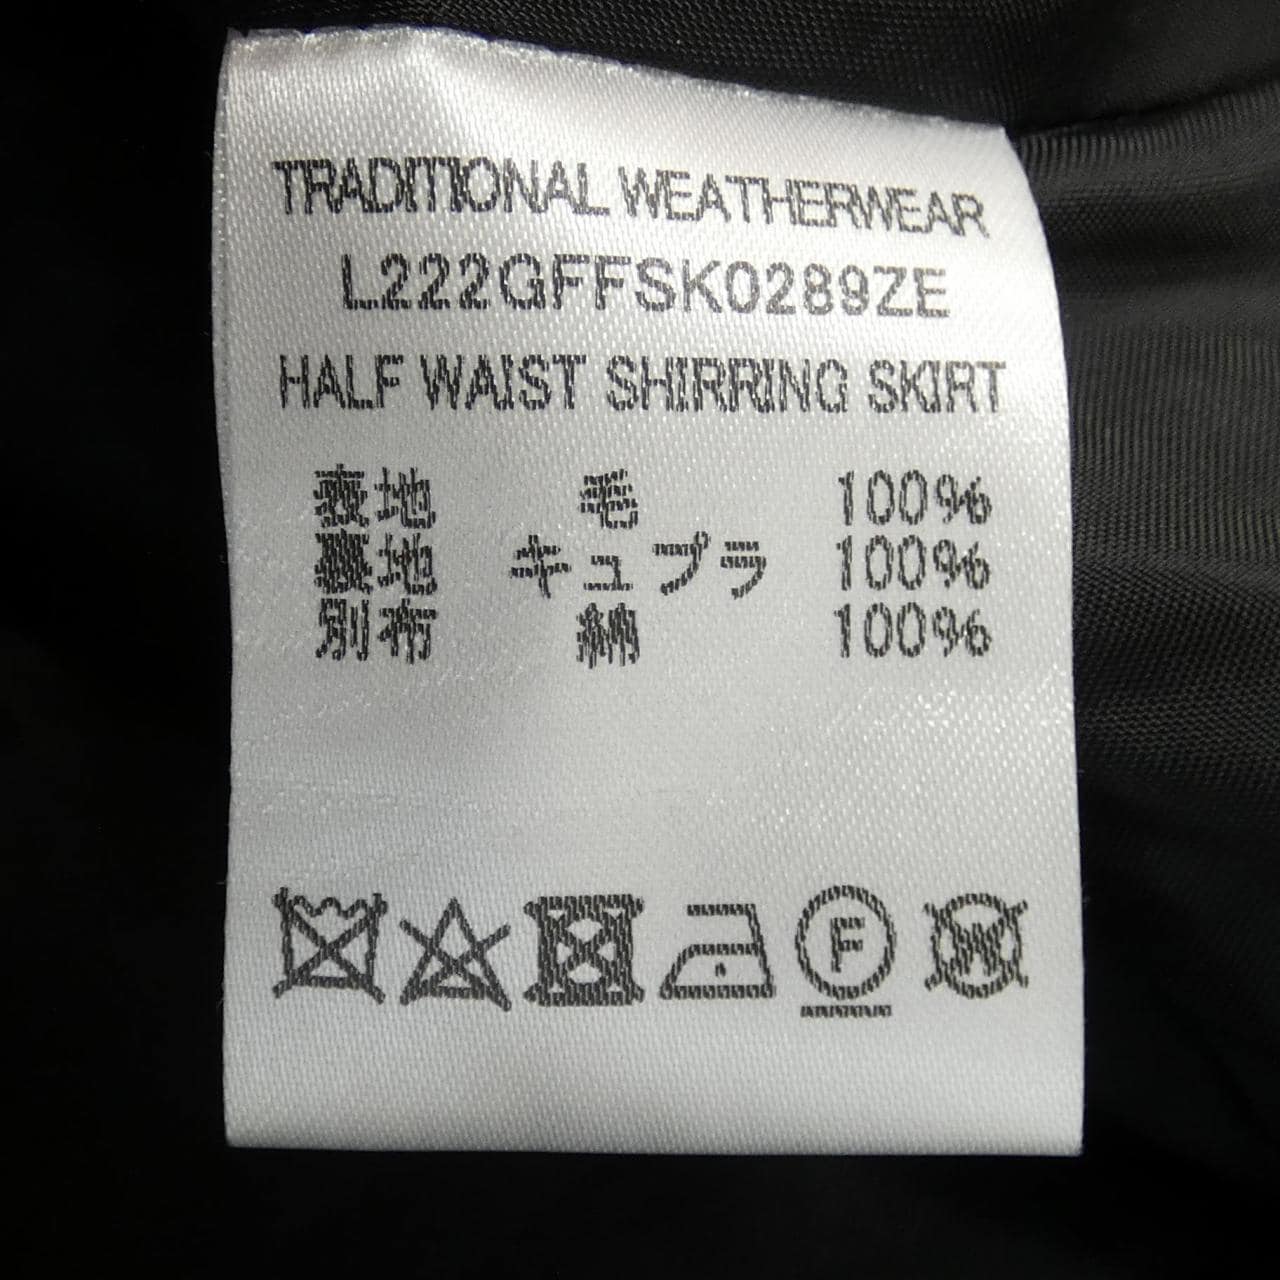 TRADITIONAL WEATHERWEAR
L222GFFSK0289ZE
HALF WAIST SHIRRING SKIRT
表地 毛 100%
裏地 キュプラ 100%
別布 綿 100%
F W